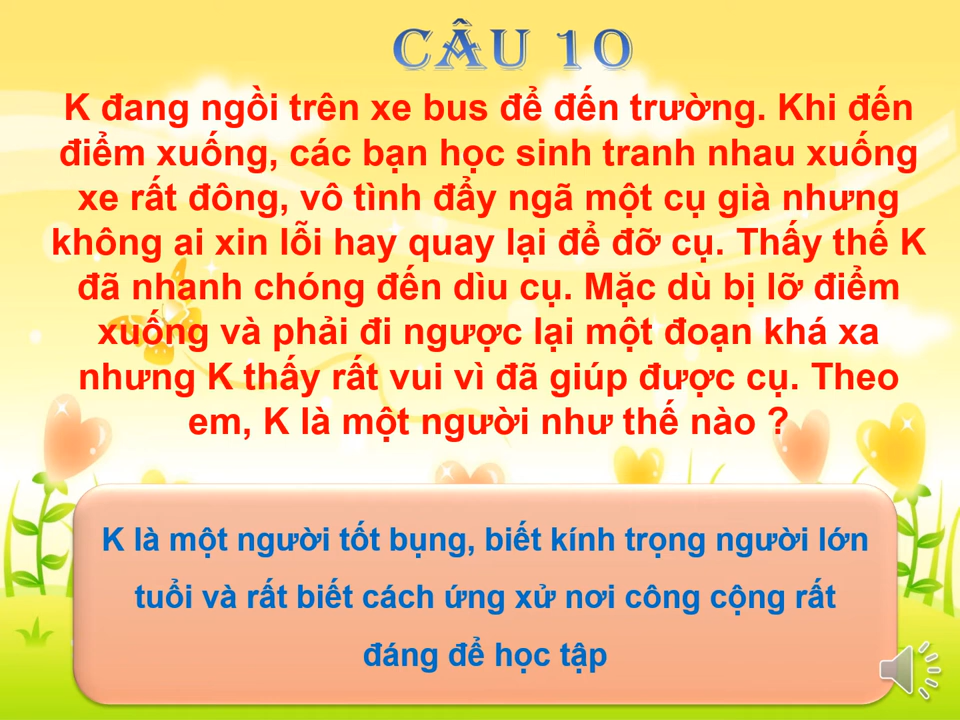 CÂU 10
K đang ngồi trên xe bus để đến trường. Khi đến
điểm xuống, các bạn học sinh tranh nhau xuống
xe rất đông, vô tình đẩy ngã một cụ già nhưng
không ai xin lỗi hay quay lại để đỡ cụ. Thấy thế K
đã nhanh chóng đến dìu cụ. Mặc dù bị lỡ điểm
xuống và phải đi ngược lại một đoạn khá xa
nhưng K thấy rất vui vì đã giúp được cụ. Theo
em, K là một người như thế nào ?
K là một người tốt bụng, biết kính trọng người lớn
tuổi và rất biết cách ứng xử nơi công cộng rất
đáng để học tập